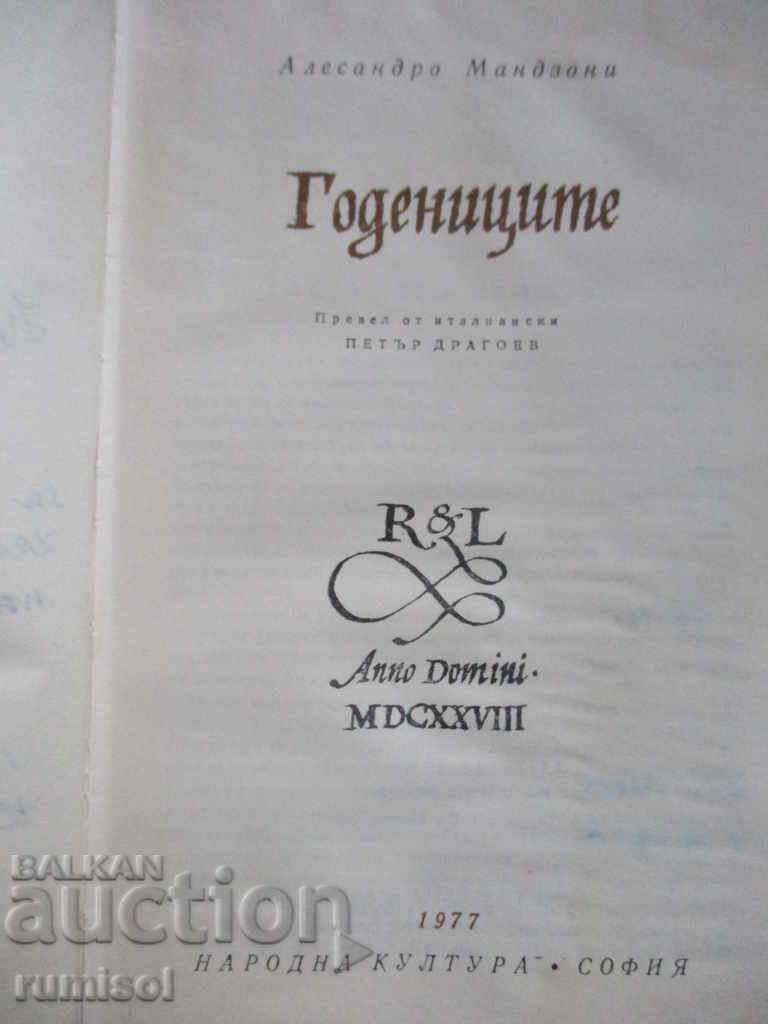 Алесандро Мандзони
Годениците
Превел от италиански
ПЕТЪР ДРАГОЕВ
R & L
Anno Domini.
MDCXXVIII
1977
НАРОДНА КУЛТУРА • СОФИЯ
BALKAN
auction
rumisol